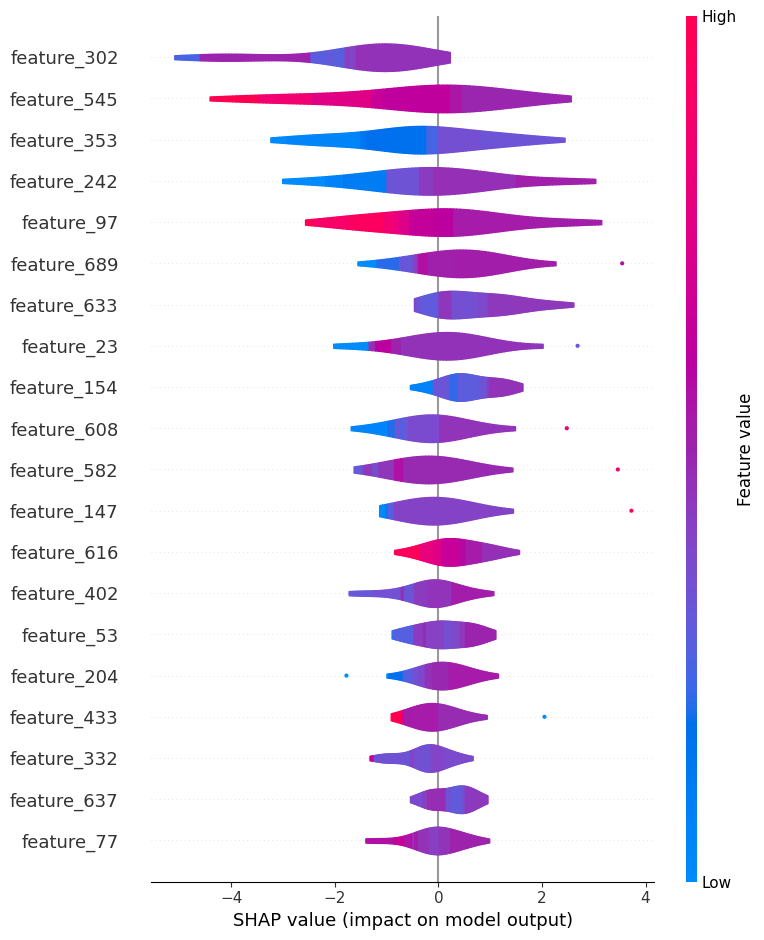 High
feature_302
feature_545
feature_353
feature_242
feature_97
feature_689
feature_633
feature_23
feature_154
feature_608
feature_582
feature_147
feature_616
feature_402
feature_53
feature_204
feature_433
feature_332
feature_637
feature_77
Feature value
Low
−4 −2 0 2 4
SHAP value (impact on model output)